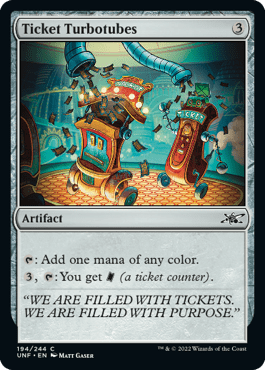 Ticket Turbotubes 3
Artifact
: Add one mana of any color.
3, : You get (a ticket counter).
"WE ARE FILLED WITH TICKETS.
WE ARE FILLED WITH PURPOSE."
194/244 C
UNF • EN Matt Gaser
™ & © 2022 Wizards of the Coast
TICKET